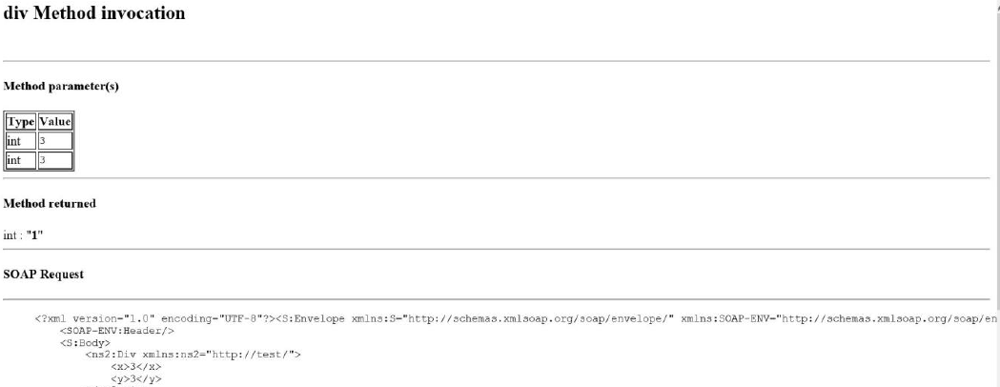 div Method invocation
Method parameter(s)
Type Value
int 3
int 3
Method returned
int : "1"
SOAP Request
<?xml version="1.0" encoding="UTF-8"?><S:Envelope xmlns:S="http://schemas.xmlsoap.org/soap/envelope/" xmlns:SOAP-ENV="http://schemas.xmlsoap.org/soap/en
<SOAP-ENV:Header/>
<S:Body>
<ns2:Div xmlns:ns2="http://test/">
<x>3</x>
<y>3</y>